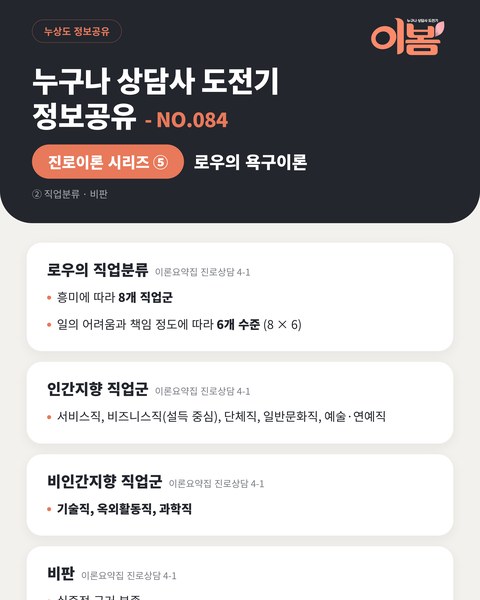 누상도 정보공유
누구나 상담사 도전기
이봄
누구나 상담사 도전기
정보공유 - NO.084
진로이론 시리즈 ⑤ 로우의 욕구이론
② 직업분류 · 비판
로우의 직업분류 이론요약집 진로상담 4-1
• 흥미에 따라 8개 직업군
• 일의 어려움과 책임 정도에 따라 6개 수준 (8 × 6)
인간지향 직업군 이론요약집 진로상담 4-1
• 서비스직, 비즈니스직(설득 중심), 단체직, 일반문화직, 예술·연예직
비인간지향 직업군 이론요약집 진로상담 4-1
• 기술직, 옥외활동직, 과학직
비판 이론요약집 진로상담 4-1